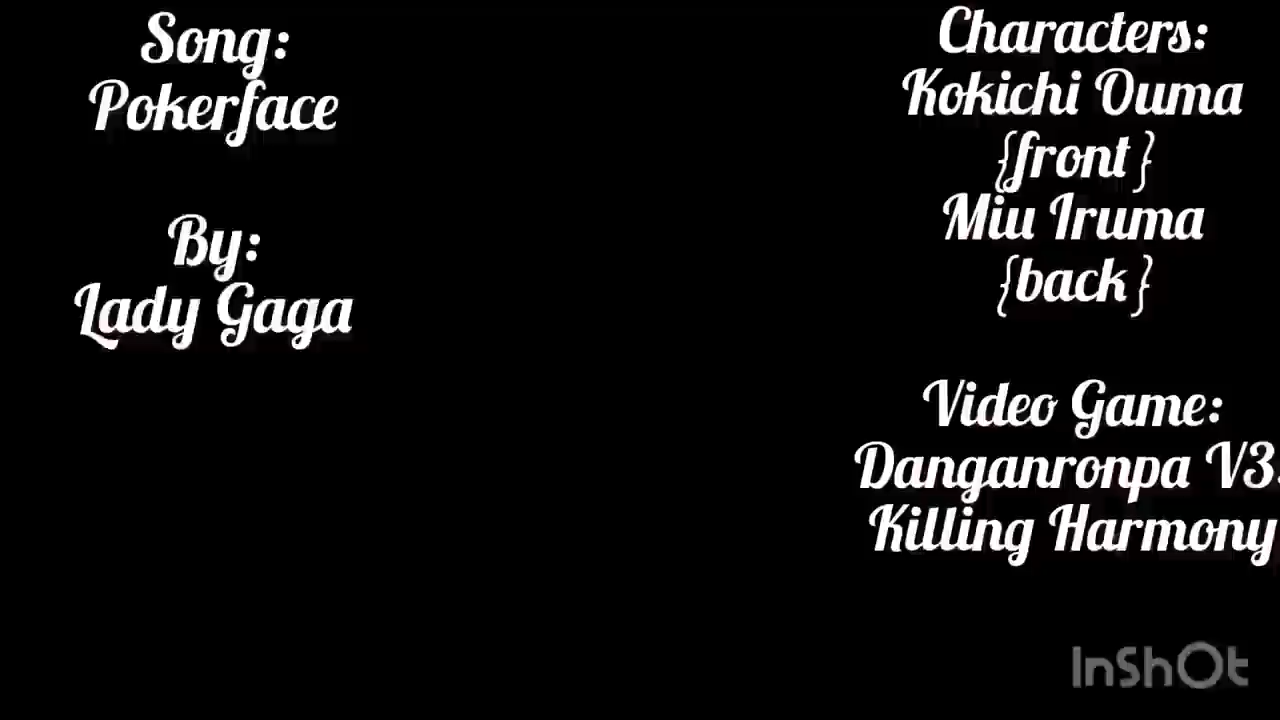 Song:
Pokerface
By:
Lady Gaga
Characters:
Kokichi Ouma
{front}
Miu Iruma
{back}
Video Game:
Danganronpa V3:
Killing Harmony
InShOt